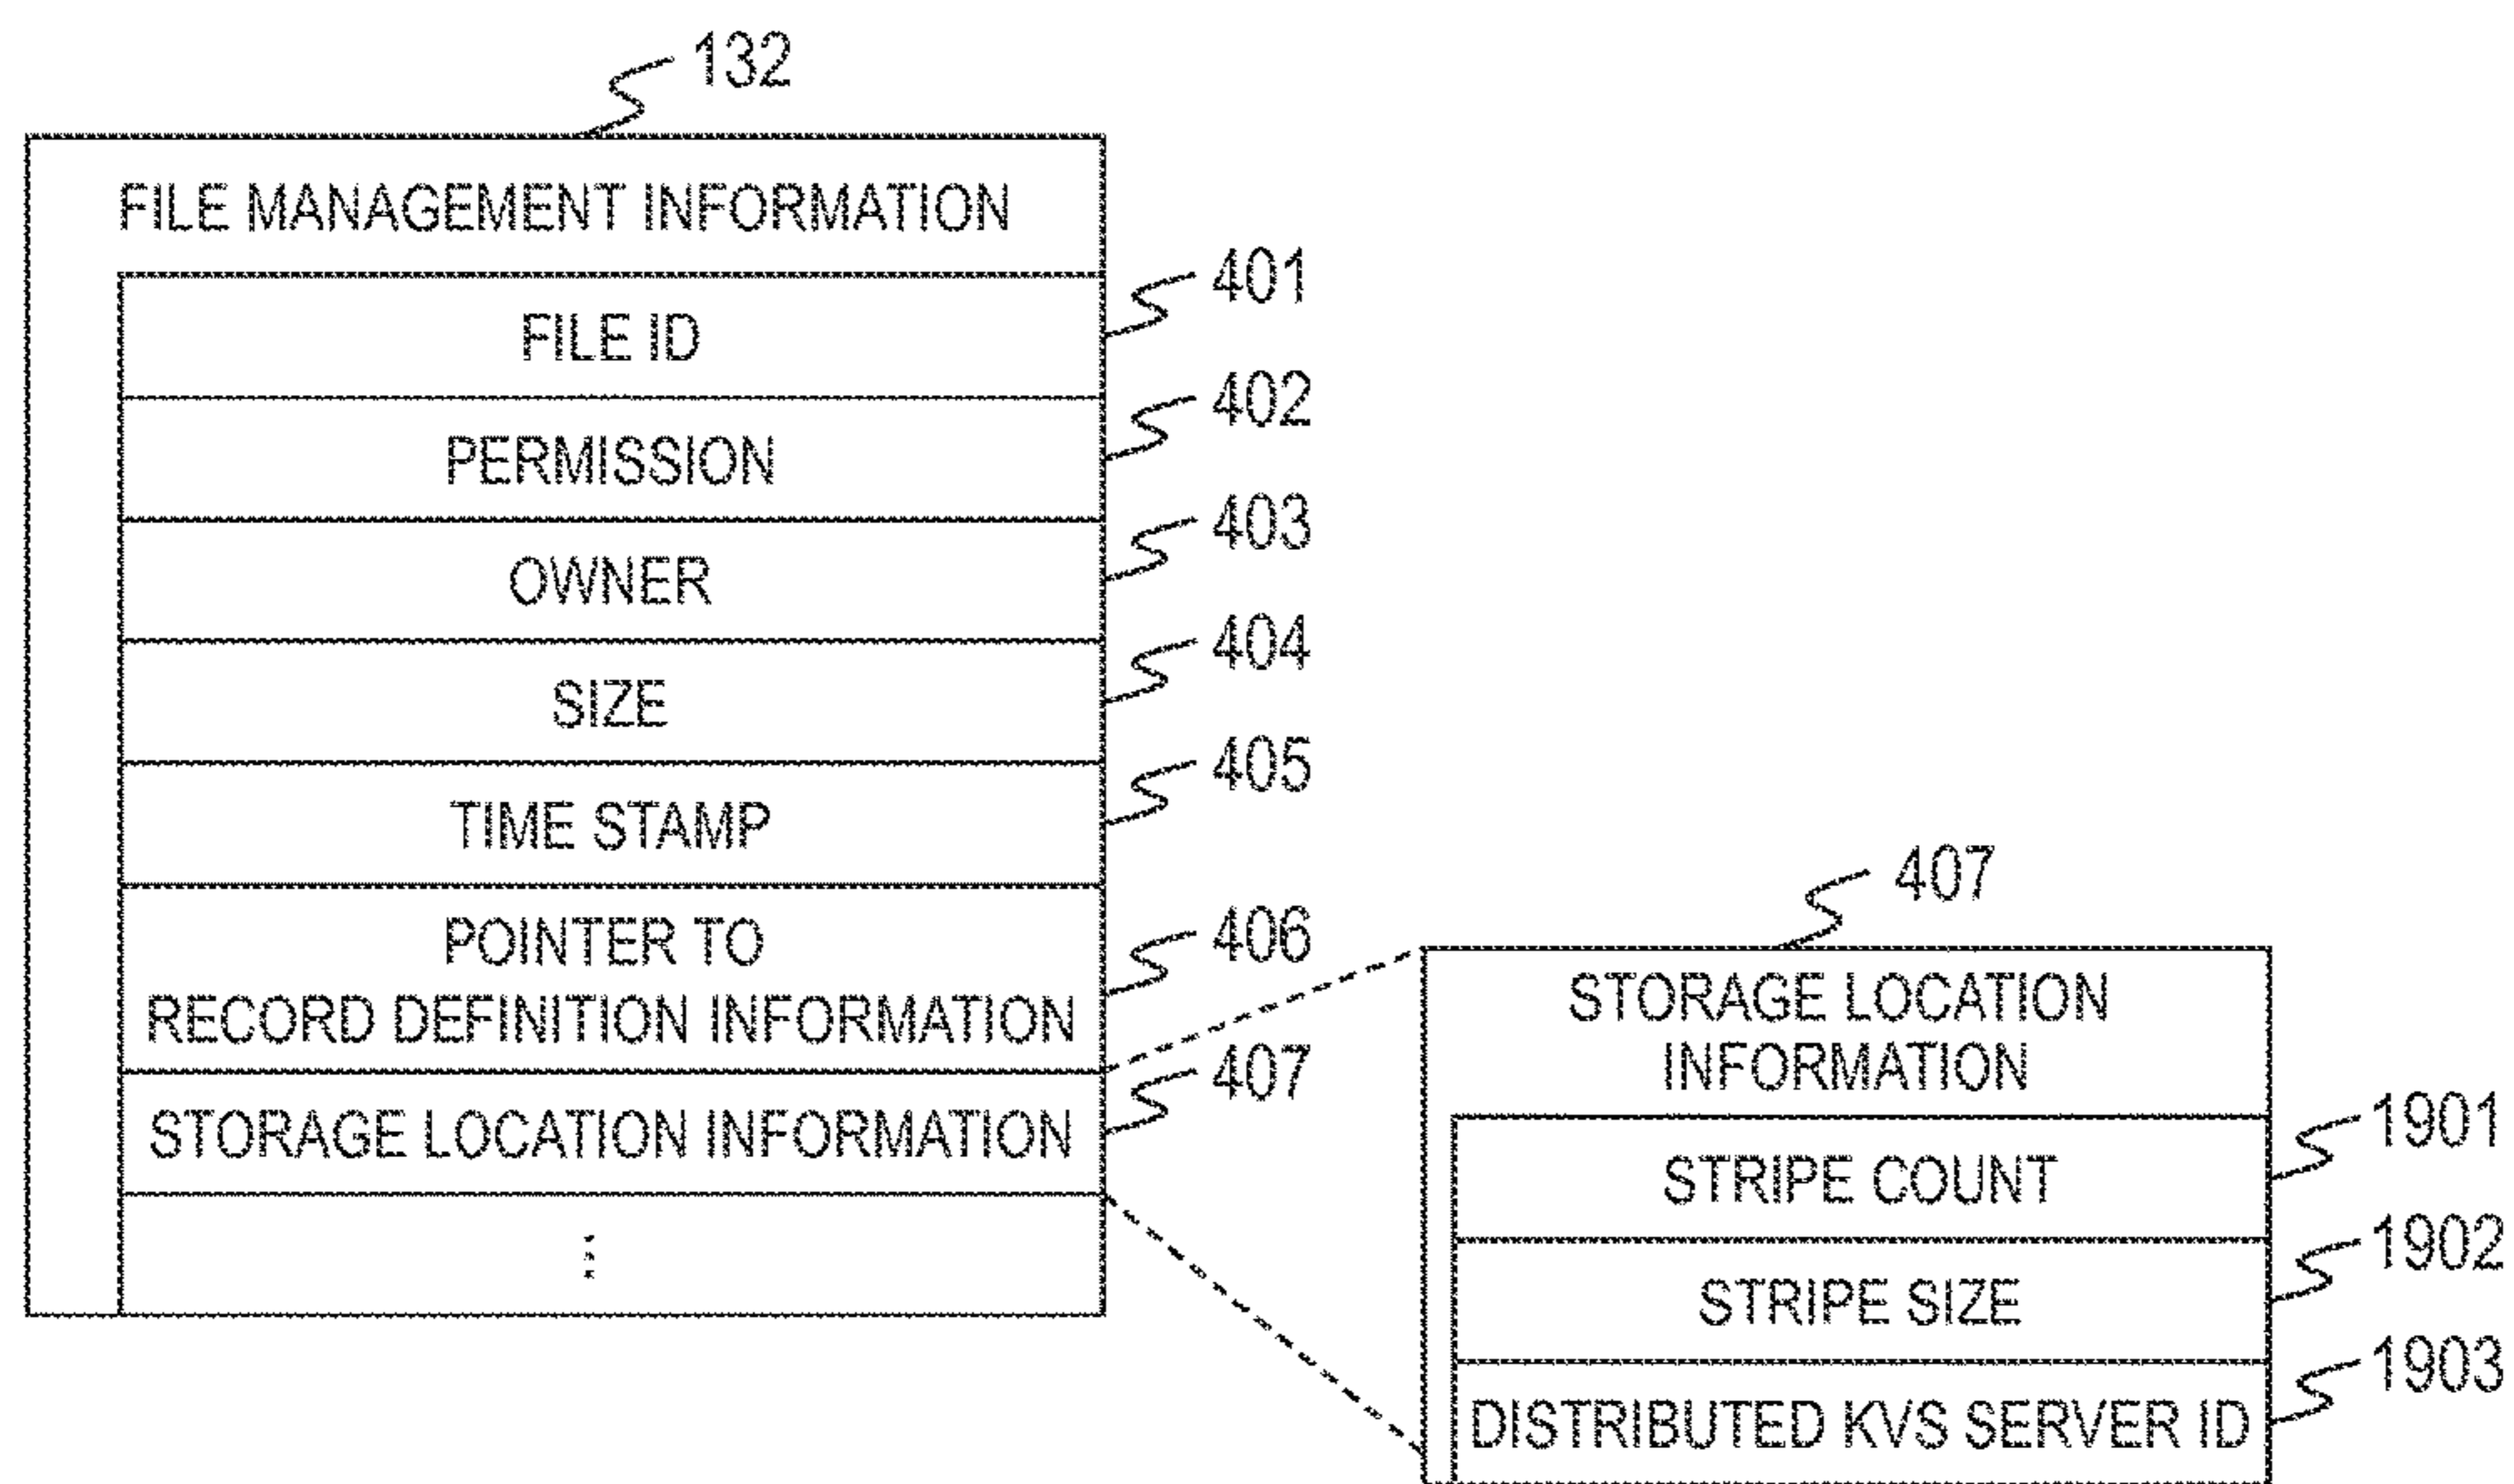 132
FILE MANAGEMENT INFORMATION
FILE ID
401
PERMISSION
402
OWNER
403
SIZE
404
TIME STAMP
405
POINTER TO
RECORD DEFINITION INFORMATION
406
STORAGE LOCATION INFORMATION
407
:
407
STORAGE LOCATION
INFORMATION
STRIPE COUNT
1901
STRIPE SIZE
1902
DISTRIBUTED KVS SERVER ID
1903